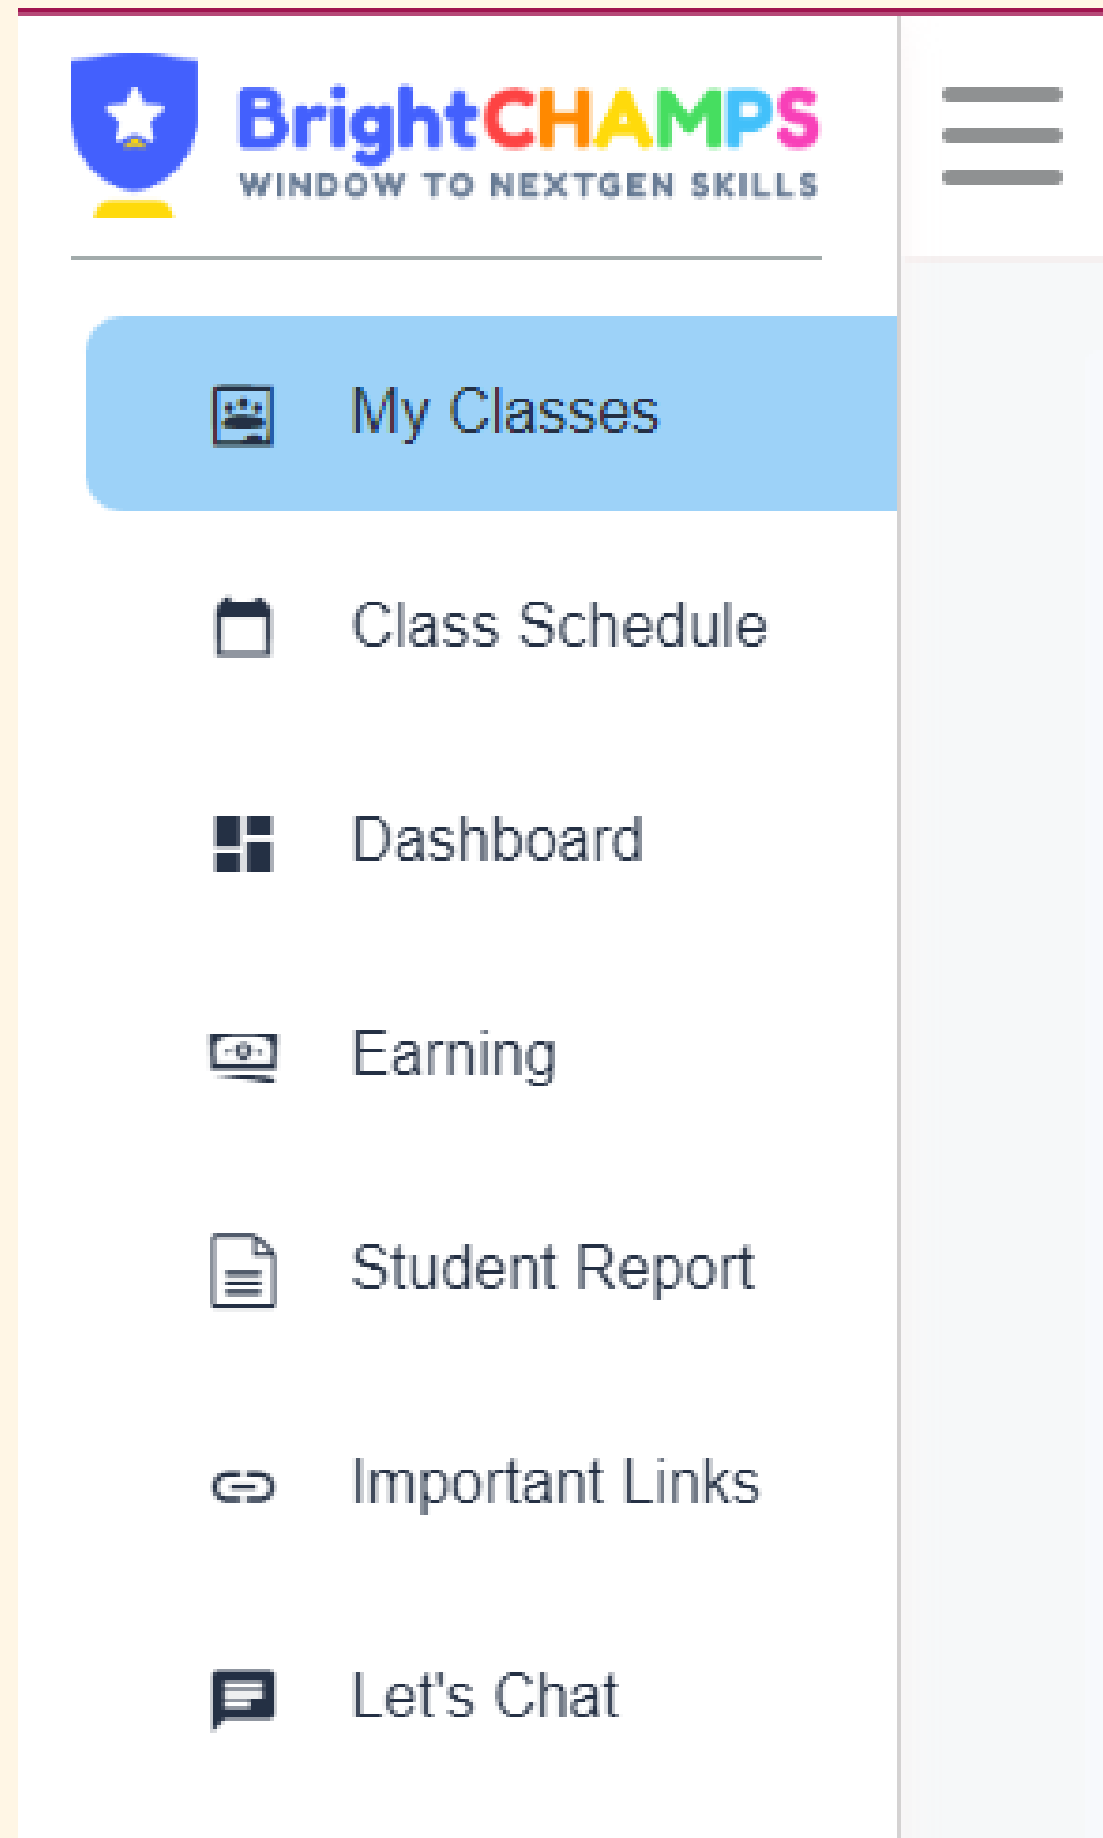 BrightCHAMPS
WINDOW TO NEXTGEN SKILLS
My Classes
Class Schedule
Dashboard
Earning
Student Report
Important Links
Let's Chat